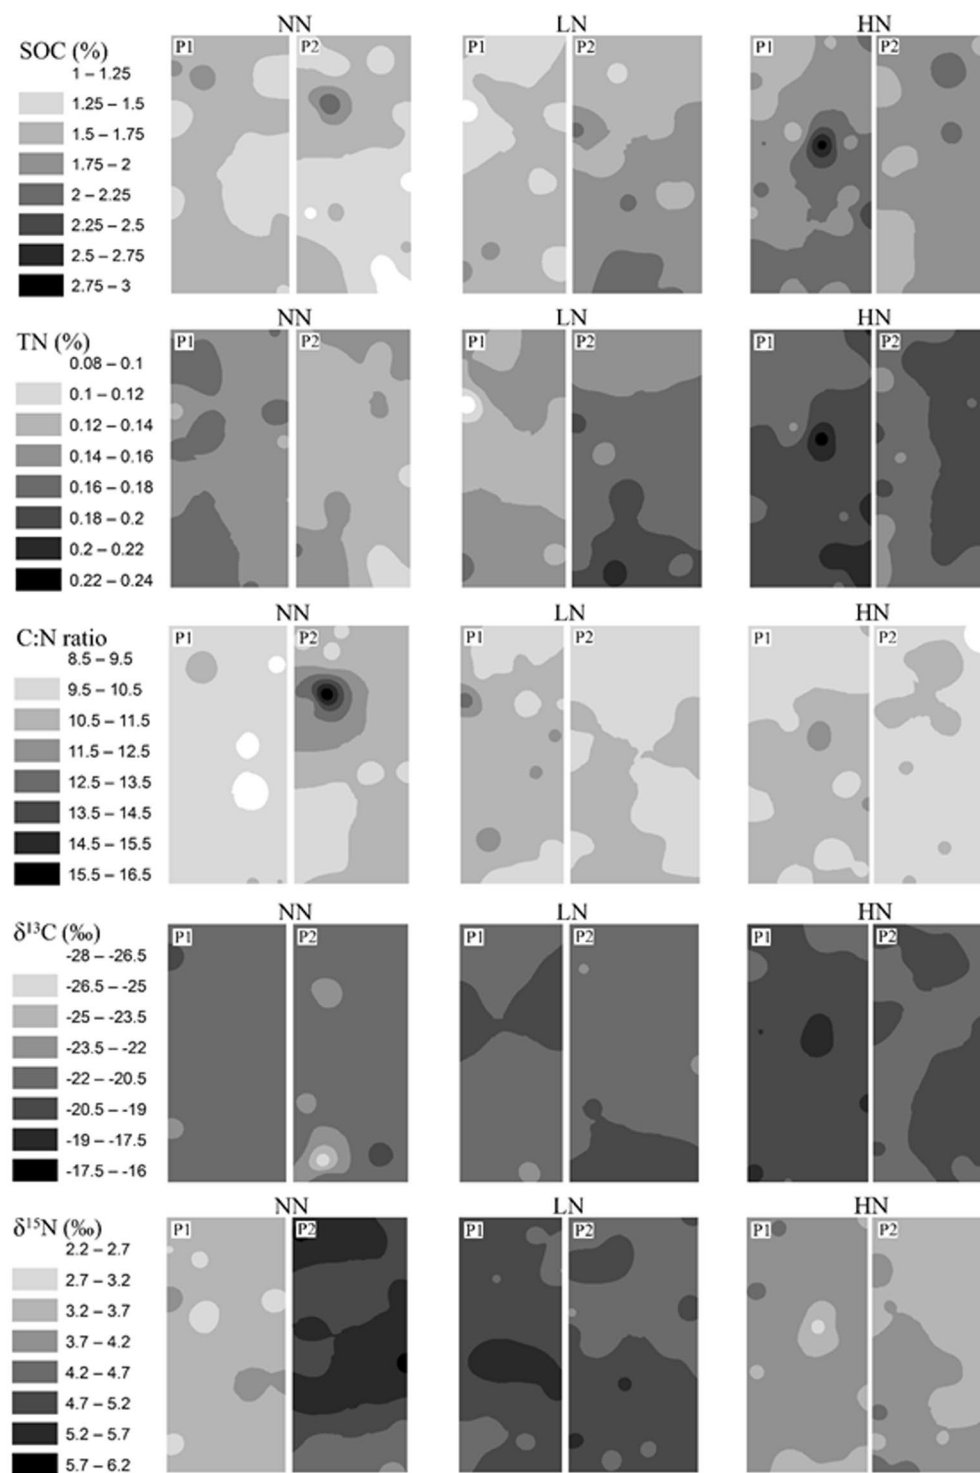 NN LN HN
SOC (%) P1 P2 P1 P2 P1 P2
1 – 1.25
1.25 – 1.5
1.5 – 1.75
1.75 – 2
2 – 2.25
2.25 – 2.5
2.5 – 2.75
2.75 – 3
NN LN HN
TN (%) P1 P2 P1 P2 P1 P2
0.08 – 0.1
0.1 – 0.12
0.12 – 0.14
0.14 – 0.16
0.16 – 0.18
0.18 – 0.2
0.2 – 0.22
0.22 – 0.24
NN LN HN
C:N ratio P1 P2 P1 P2 P1 P2
8.5 – 9.5
9.5 – 10.5
10.5 – 11.5
11.5 – 12.5
12.5 – 13.5
13.5 – 14.5
14.5 – 15.5
15.5 – 16.5
NN LN HN
δ¹³C (‰) P1 P2 P1 P2 P1 P2
-28 – -26.5
-26.5 – -25
-25 – -23.5
-23.5 – -22
-22 – -20.5
-20.5 – -19
-19 – -17.5
-17.5 – -16
NN LN HN
δ¹⁵N (‰) P1 P2 P1 P2 P1 P2
2.2 – 2.7
2.7 – 3.2
3.2 – 3.7
3.7 – 4.2
4.2 – 4.7
4.7 – 5.2
5.2 – 5.7
5.7 – 6.2